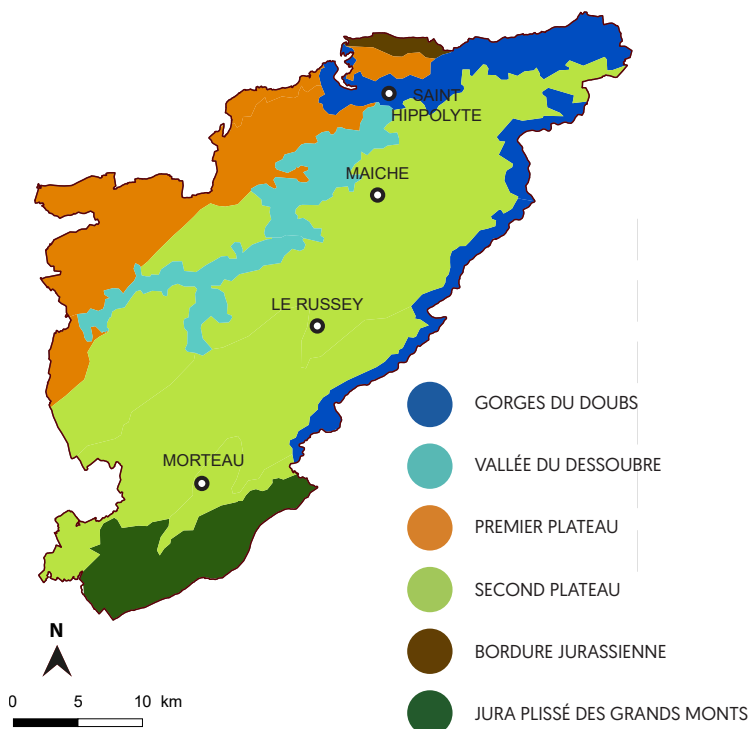 SAINT
HIPPOLYTE
MAICHE
LE RUSSEY
MORTEAU
GORGES DU DOUBS
VALLÉE DU DESSOUBRE
PREMIER PLATEAU
SECOND PLATEAU
BORDURE JURASSIENNE
JURA PLISSÉ DES GRANDS MONTS
N
0 5 10 km